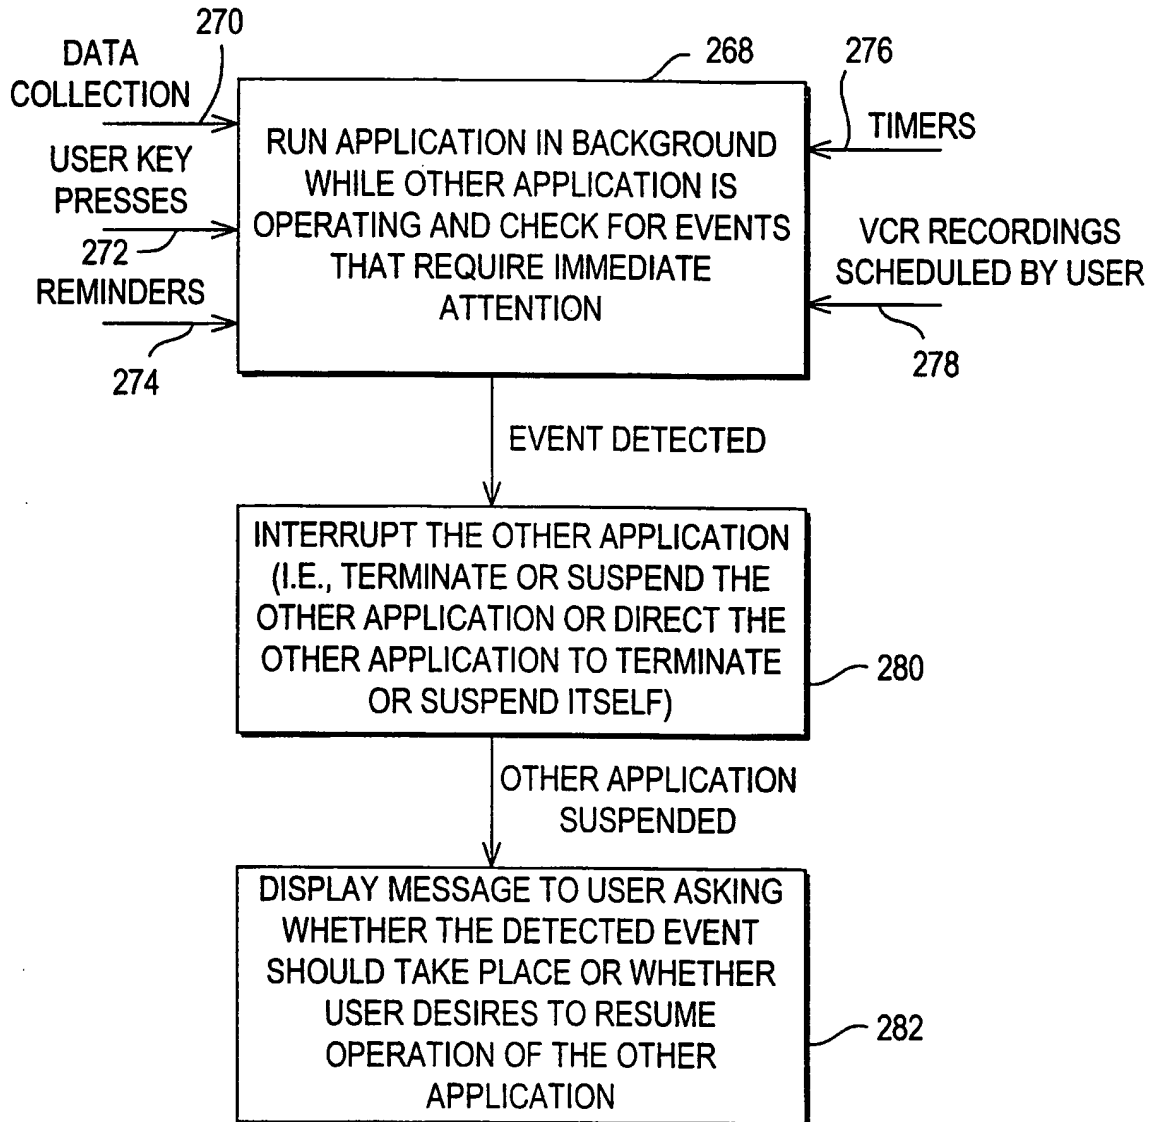 270
DATA
COLLECTION
USER KEY
PRESSES
272
REMINDERS
274
268
RUN APPLICATION IN BACKGROUND
WHILE OTHER APPLICATION IS
OPERATING AND CHECK FOR EVENTS
THAT REQUIRE IMMEDIATE
ATTENTION
276
TIMERS
VCR RECORDINGS
SCHEDULED BY USER
278
EVENT DETECTED
INTERRUPT THE OTHER APPLICATION
(I.E., TERMINATE OR SUSPEND THE
OTHER APPLICATION OR DIRECT THE
OTHER APPLICATION TO TERMINATE
OR SUSPEND ITSELF)
280
OTHER APPLICATION
SUSPENDED
DISPLAY MESSAGE TO USER ASKING
WHETHER THE DETECTED EVENT
SHOULD TAKE PLACE OR WHETHER
USER DESIRES TO RESUME
OPERATION OF THE OTHER
APPLICATION
282